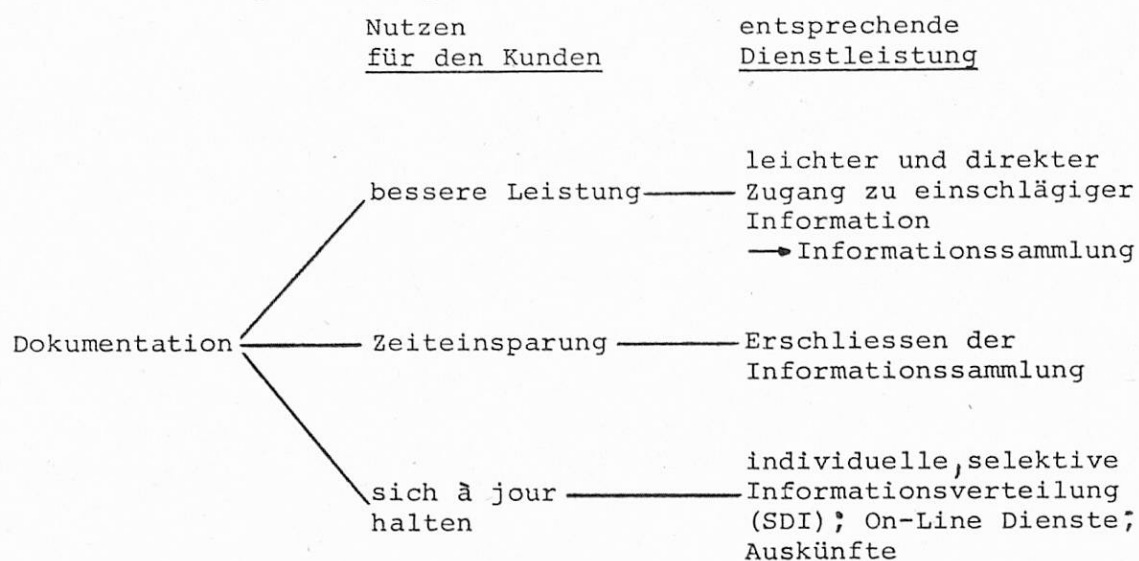 Nutzen
für den Kunden
entsprechende
Dienstleistung
bessere Leistung
leichter und direkter
Zugang zu einschlägiger
Information
→ Informationssammlung
Dokumentation
Zeiteinsparung
Erschliessen der
Informationssammlung
sich à jour
halten
individuelle, selektive
Informationsverteilung
(SDI); On-Line Dienste;
Auskünfte